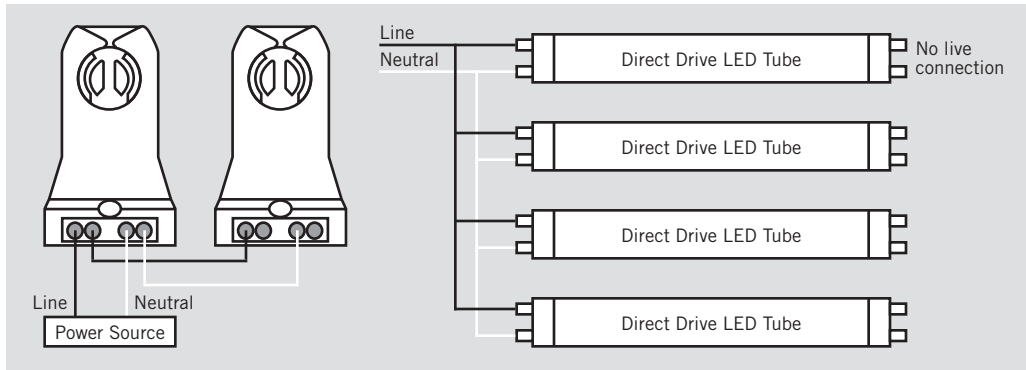 Line
Neutral
Power Source
Line
Neutral
Direct Drive LED Tube
No live
connection
Direct Drive LED Tube
Direct Drive LED Tube
Direct Drive LED Tube